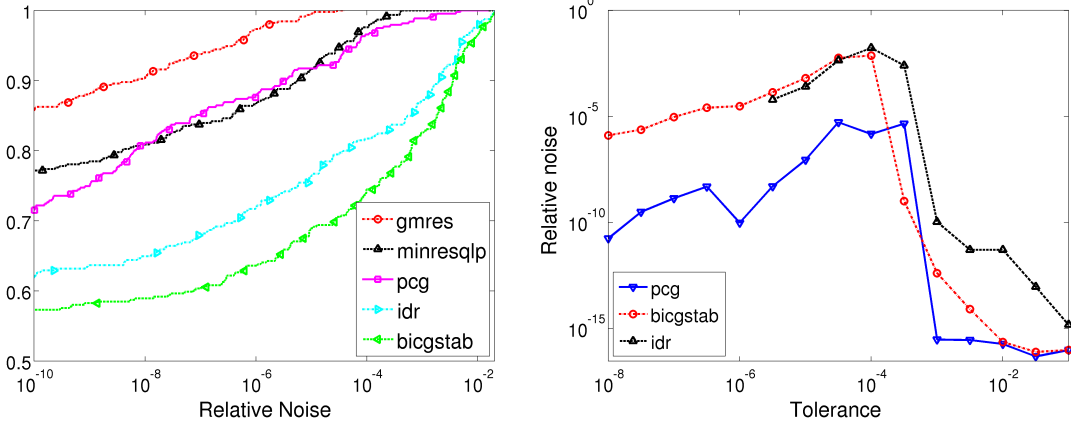 1
0.9
0.8
0.7
0.6
0.5
10^-10
10^-8
10^-6
10^-4
10^-2
Relative Noise
gmres
minresqlp
pcg
idr
bicgstab
10^0
10^-5
10^-10
10^-15
Relative noise
10^-8
10^-6
10^-4
10^-2
Tolerance
pcg
bicgstab
idr